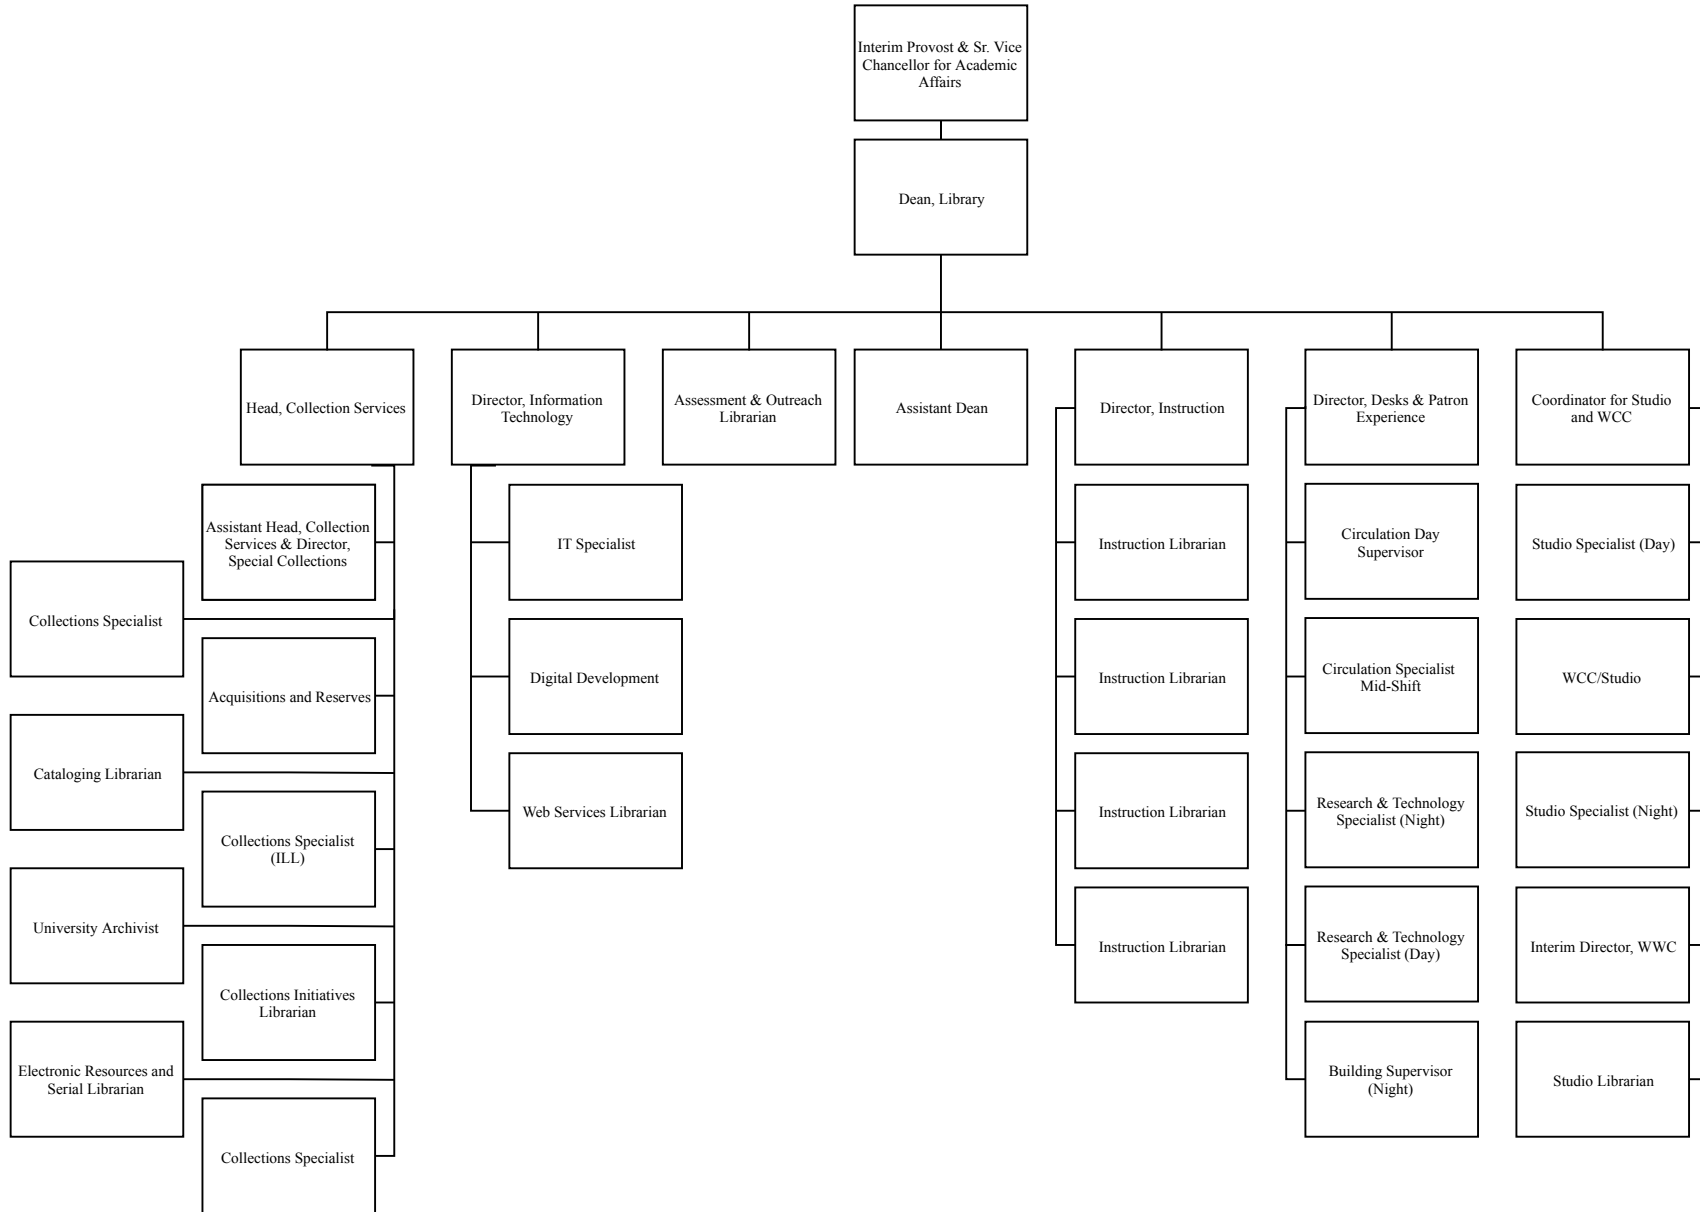 Interim Provost & Sr. Vice
Chancellor for Academic
Affairs
Dean, Library
Head, Collection Services
Director, Information
Technology
Assessment & Outreach
Librarian
Assistant Dean
Director, Instruction
Director, Desks & Patron
Experience
Coordinator for Studio
and WCC
Assistant Head, Collection
Services & Director,
Special Collections
Collections Specialist
Acquisitions and Reserves
Cataloging Librarian
Collections Specialist
(ILL)
University Archivist
Collections Initiatives
Librarian
Electronic Resources and
Serial Librarian
Collections Specialist
IT Specialist
Digital Development
Web Services Librarian
Instruction Librarian
Instruction Librarian
Instruction Librarian
Instruction Librarian
Circulation Day
Supervisor
Circulation Specialist
Mid-Shift
Research & Technology
Specialist (Night)
Research & Technology
Specialist (Day)
Building Supervisor
(Night)
Studio Specialist (Day)
WCC/Studio
Studio Specialist (Night)
Interim Director, WWC
Studio Librarian